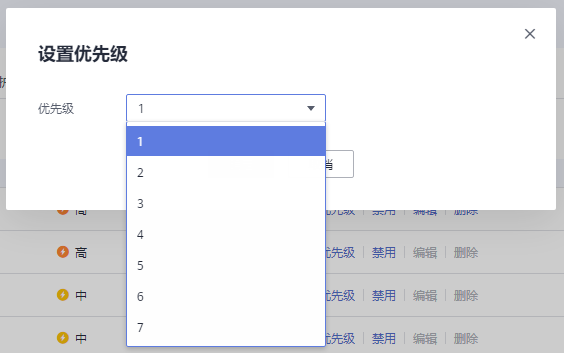 设置优先级
优先级 1
1
2
3
4
5
6
7
消
高 优先级 禁用 编辑 删除
高 优先级 禁用 编辑 删除
中 优先级 禁用 编辑 删除
中 优先级 禁用 编辑 删除